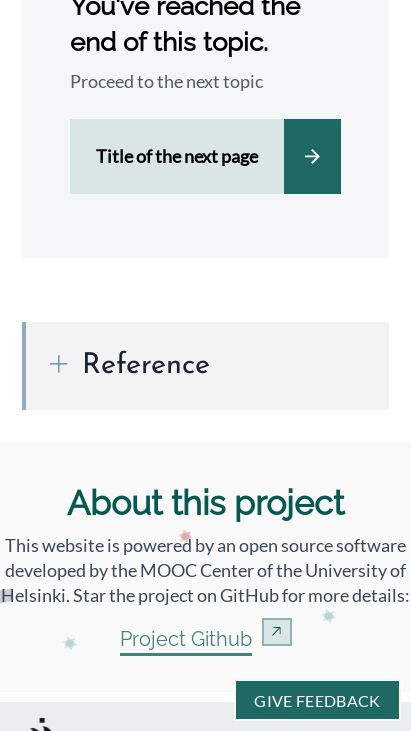 You've reached the
end of this topic.
Proceed to the next topic
Title of the next page
Reference
About this project
This website is powered by an open source software
developed by the MOOC Center of the University of
Helsinki. Star the project on GitHub for more details:
Project Github
GIVE FEEDBACK